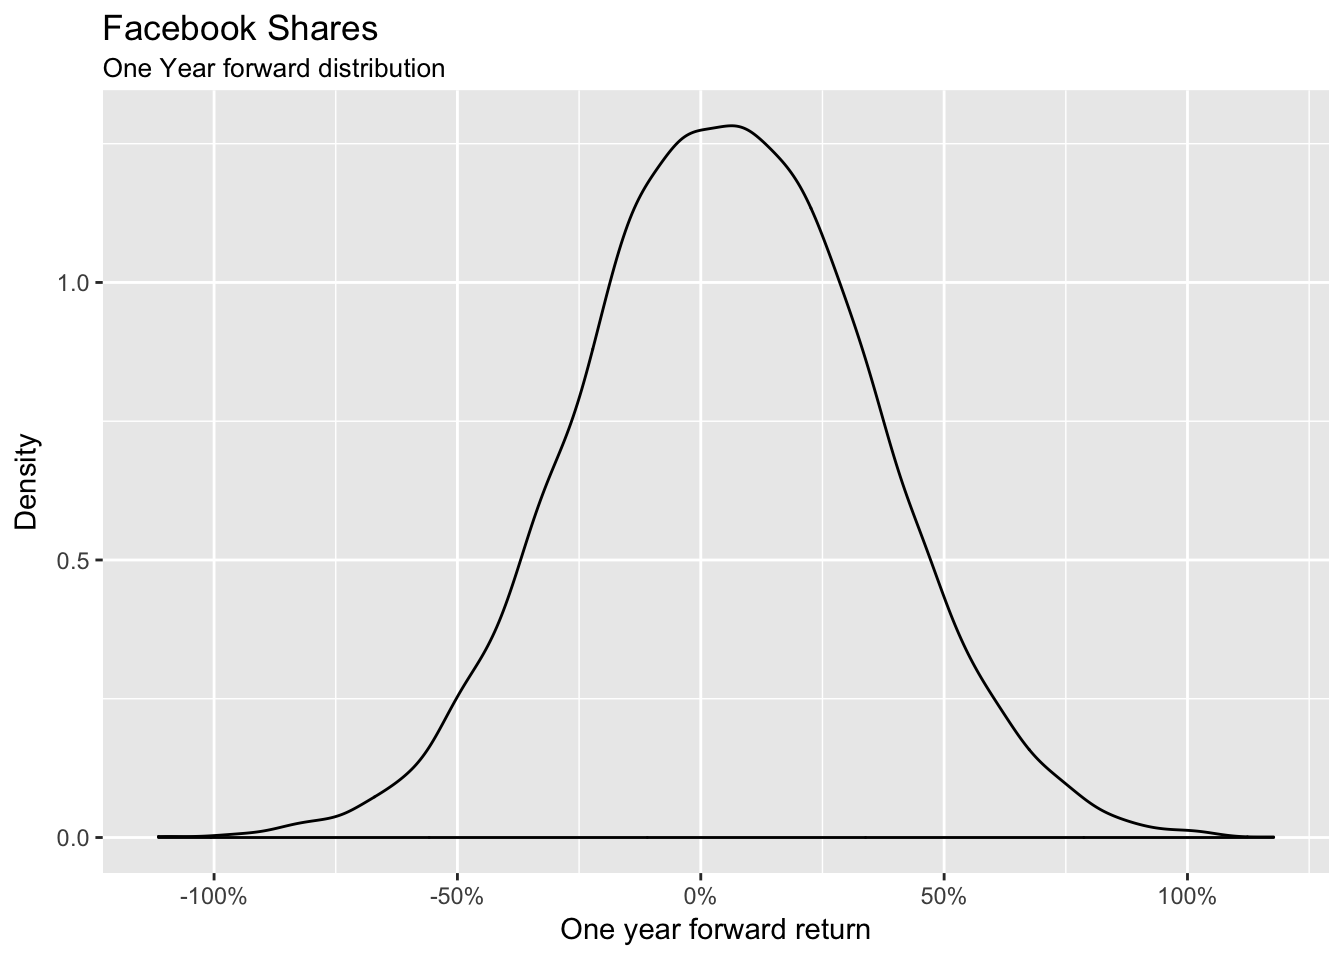 Facebook Shares
One Year forward distribution
Density
1.0
0.5
0.0
-100%
-50%
0%
50%
100%
One year forward return